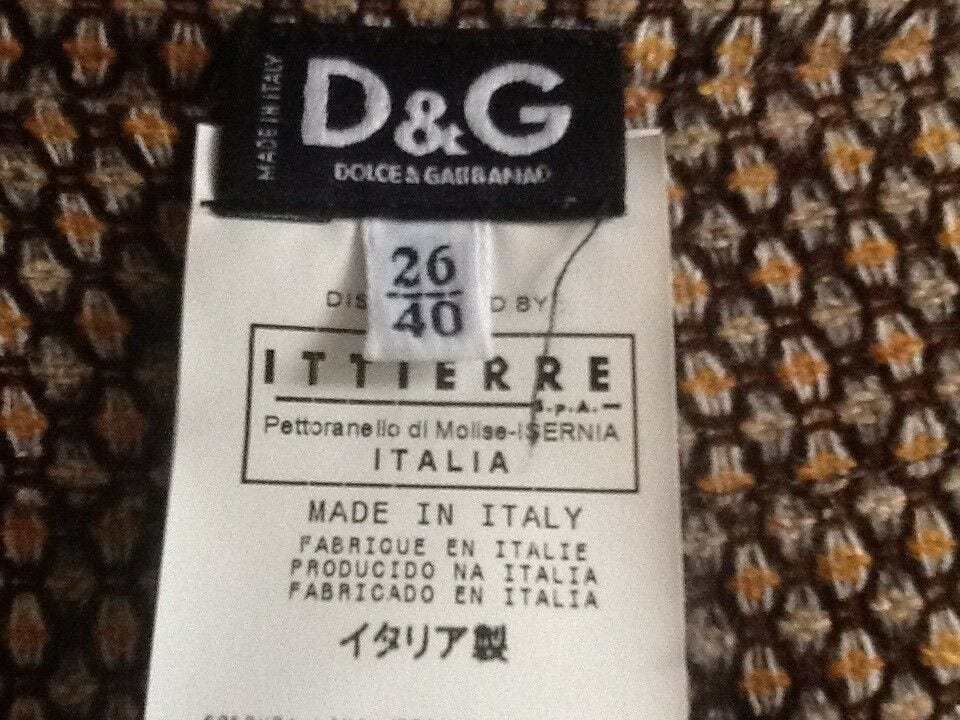 MADE IN ITALY
D&G
DOLCE & GABBANA
26
40
BY
ITTIERRE
S.p.A.
Pettoranello di Molise-ISERNIA
ITALIA
MADE IN ITALY
FABRIQUE EN ITALIE
PRODUCIDO NA ITALIA
FABRICADO EN ITALIA
イタリア製